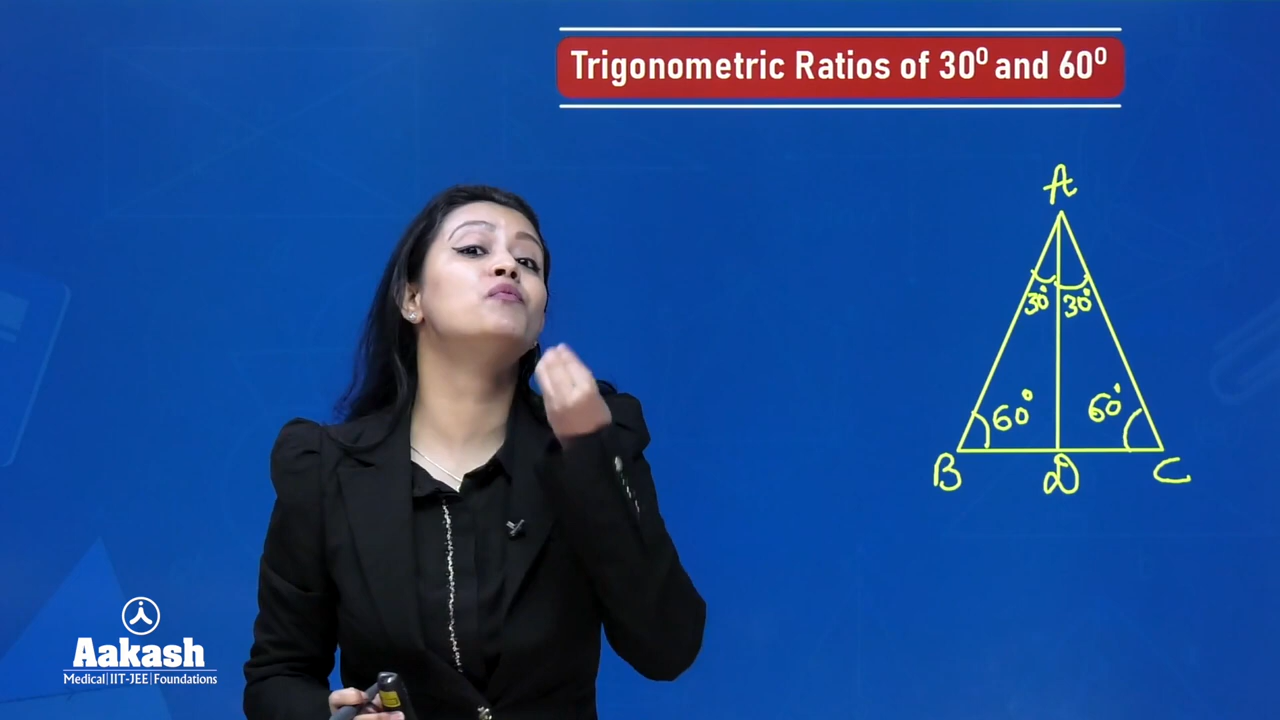 Trigonometric Ratios of 30⁰ and 60⁰
A
30° 30°
60° 60°
B D C
Aakash
Medical|IIT-JEE|Foundations